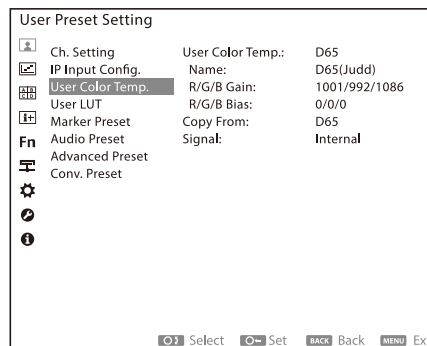 User Preset Setting
Ch. Setting
IP Input Config.
User Color Temp.
User LUT
Marker Preset
Audio Preset
Advanced Preset
Conv. Preset
User Color Temp.: D65
Name: D65(Judd)
R/G/B Gain: 1001/992/1086
R/G/B Bias: 0/0/0
Copy From: D65
Signal: Internal
A B
C D
i+
Fn
Select Set BACK Back MENU Ex